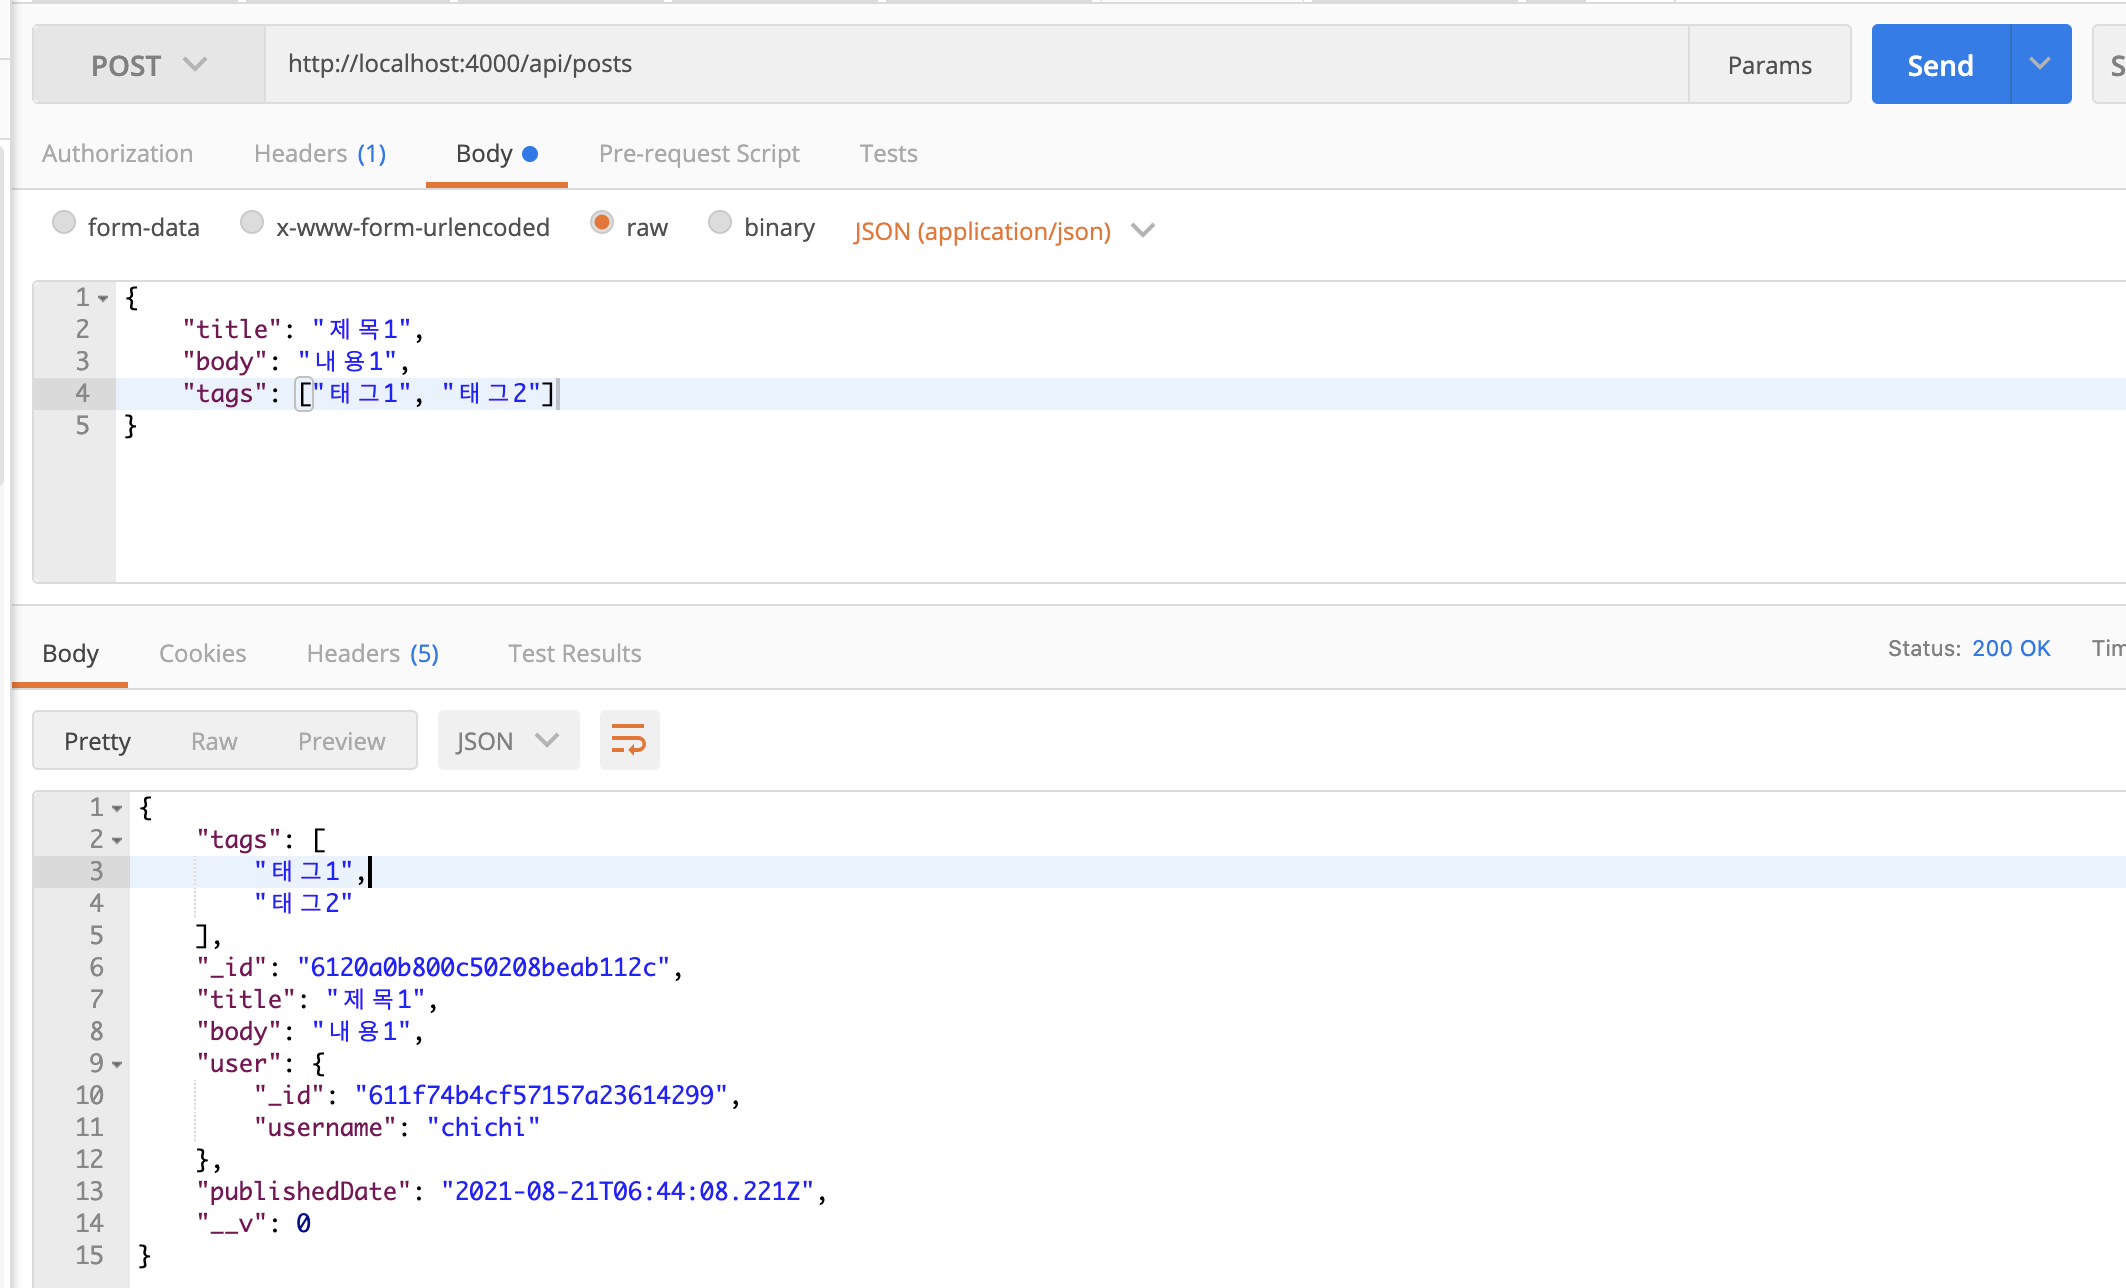 POST http://localhost:4000/api/posts Params Send S
Authorization Headers (1) Body Pre-request Script Tests
form-data x-www-form-urlencoded raw binary JSON (application/json)
1 {
2 "title": "제목1",
3 "body": "내용1",
4 "tags": ["태그1", "태그2"]
5 }
Body Cookies Headers (5) Test Results Status: 200 OK Tim
Pretty Raw Preview JSON
1 {
2 "tags": [
3 "태그1",
4 "태그2"
5 ],
6 "_id": "6120a0b800c50208beab112c",
7 "title": "제목1",
8 "body": "내용1",
9 "user": {
10 "_id": "611f74b4cf57157a23614299",
11 "username": "chichi"
12 },
13 "publishedDate": "2021-08-21T06:44:08.221Z",
14 "__v": 0
15 }